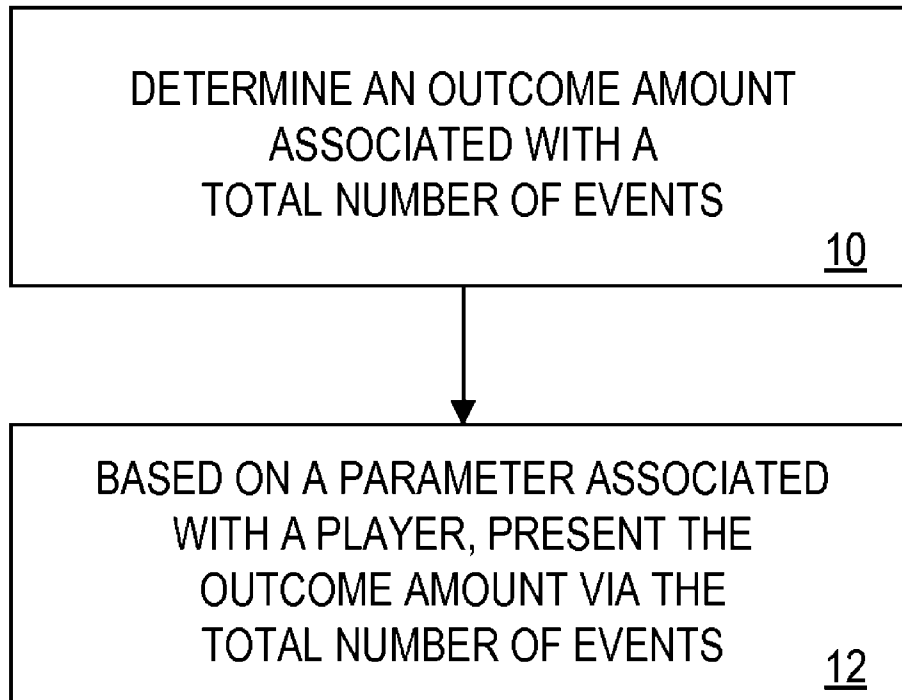 DETERMINE AN OUTCOME AMOUNT
ASSOCIATED WITH A
TOTAL NUMBER OF EVENTS
10
BASED ON A PARAMETER ASSOCIATED
WITH A PLAYER, PRESENT THE
OUTCOME AMOUNT VIA THE
TOTAL NUMBER OF EVENTS
12